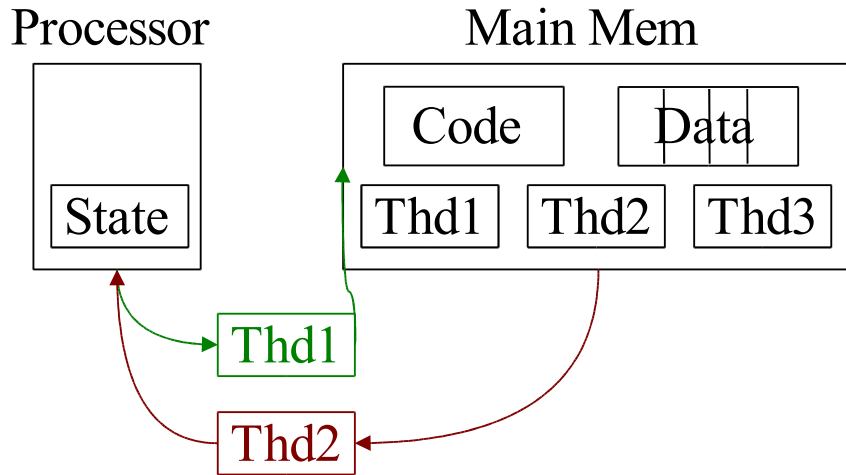 Processor
Main Mem
Code
Data
State
Thd1
Thd2
Thd3
Thd1
Thd2